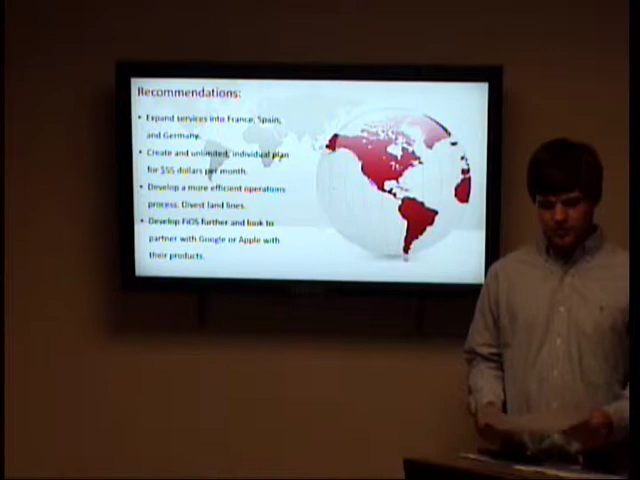 Recommendations:
• Expand services into France, Spain,
and Germany.
• Create and unlimited, individual plan
for $55 dollars per month.
• Develop a more efficient operations
process. Divest land lines.
• Develop FiOS further and look to
partner with Google or Apple with
their products.